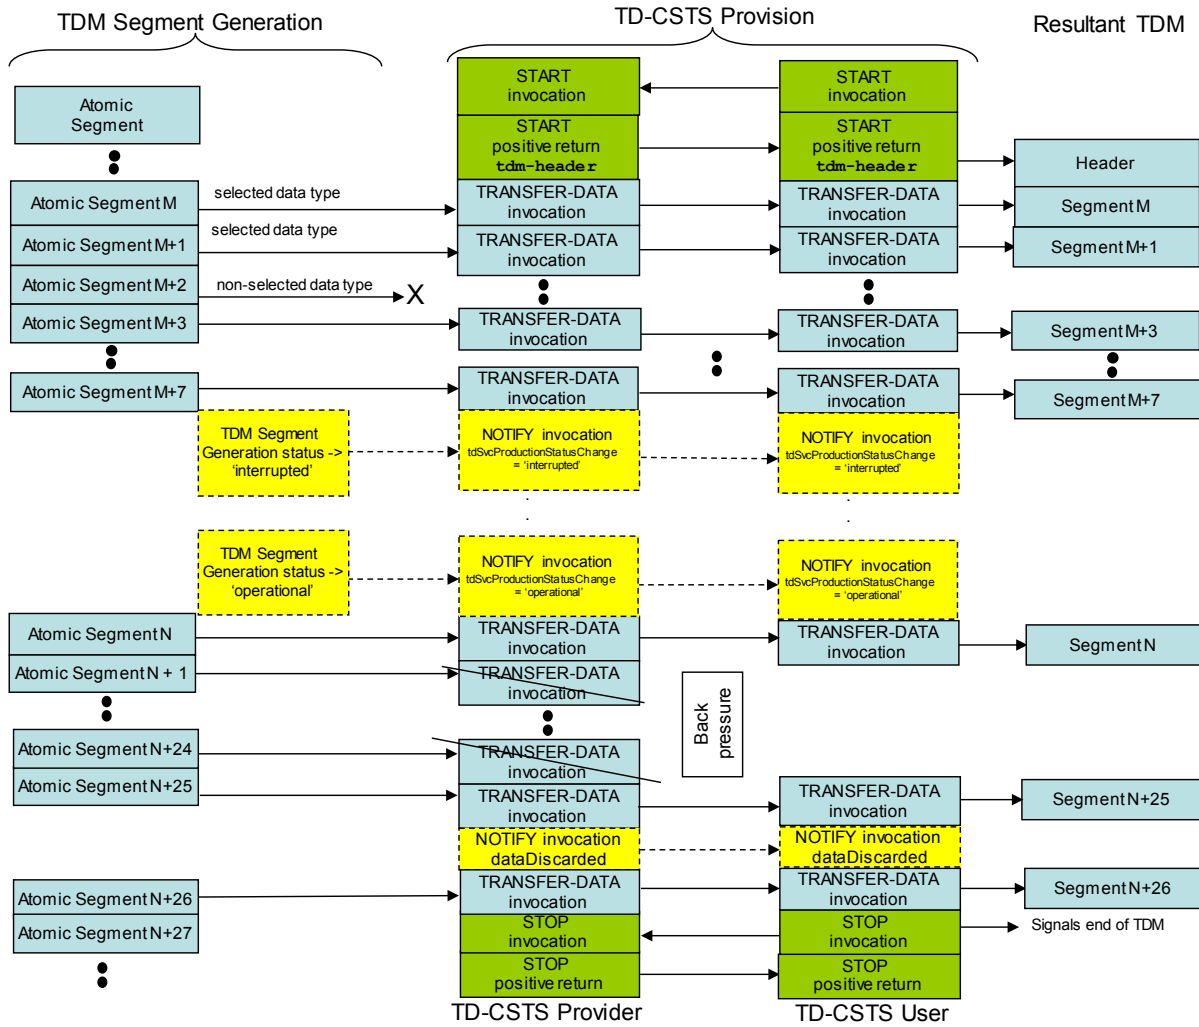 TDM Segment Generation
TD-CSTS Provision
Resultant TDM
Atomic
Segment
START
invocation
START
invocation
START
positive return
tdm-header
START
positive return
tdm-header
Header
Atomic Segment M
selected data type
TRANSFER-DATA
invocation
TRANSFER-DATA
invocation
Segment M
Atomic Segment M+1
selected data type
TRANSFER-DATA
invocation
TRANSFER-DATA
invocation
Segment M+1
Atomic Segment M+2
non-selected data type
X
Atomic Segment M+3
TRANSFER-DATA
invocation
TRANSFER-DATA
invocation
Segment M+3
Atomic Segment M+7
TRANSFER-DATA
invocation
TRANSFER-DATA
invocation
Segment M+7
TDM Segment
Generation status ->
‘interrupted’
NOTIFY invocation
tdSvcProductionStatusChange
= ‘interrupted’
NOTIFY invocation
tdSvcProductionStatusChange
= ‘interrupted’
TDM Segment
Generation status ->
‘operational’
NOTIFY invocation
tdSvcProductionStatusChange
= ‘operational’
NOTIFY invocation
tdSvcProductionStatusChange
= ‘operational’
Atomic Segment N
TRANSFER-DATA
invocation
TRANSFER-DATA
invocation
Segment N
Atomic Segment N + 1
TRANSFER-DATA
invocation
Back
pressure
Atomic Segment N+24
TRANSFER-DATA
invocation
Atomic Segment N+25
TRANSFER-DATA
invocation
TRANSFER-DATA
invocation
Segment N+25
NOTIFY invocation
dataDiscarded
NOTIFY invocation
dataDiscarded
Atomic Segment N+26
TRANSFER-DATA
invocation
TRANSFER-DATA
invocation
Segment N+26
Atomic Segment N+27
STOP
invocation
STOP
invocation
Signals end of TDM
STOP
positive return
STOP
positive return
TD-CSTS Provider
TD-CSTS User